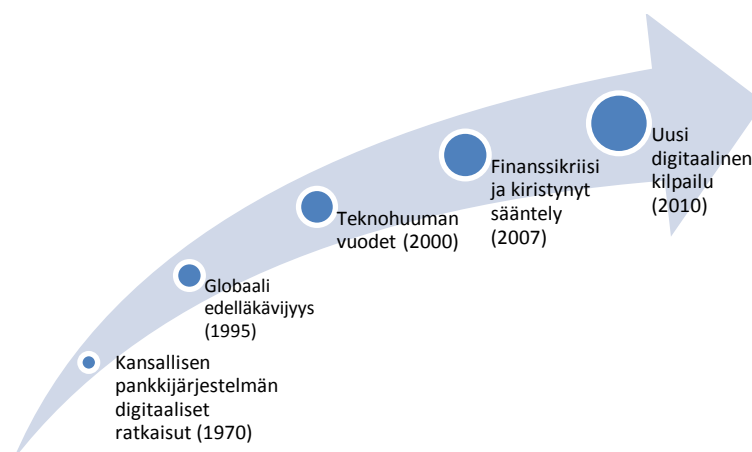 Kansallisen
pankkijärjestelmän
digitaaliset
ratkaisut (1970)
Globaali
edelläkävijyys
(1995)
Teknohuuman
vuodet (2000)
Finanssikriisi
ja kiristynyt
sääntely
(2007)
Uusi
digitaalinen
kilpailu
(2010)